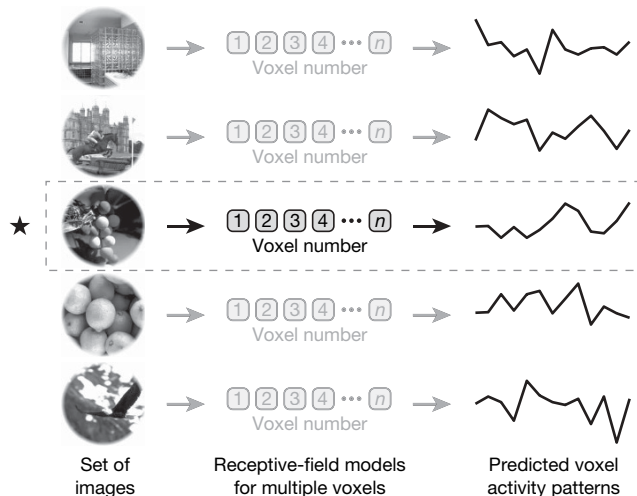 1 2 3 4 ••• n
Voxel number
1 2 3 4 ••• n
Voxel number
★
1 2 3 4 ••• n
Voxel number
1 2 3 4 ••• n
Voxel number
1 2 3 4 ••• n
Voxel number
Set of
images
Receptive-field models
for multiple voxels
Predicted voxel
activity patterns